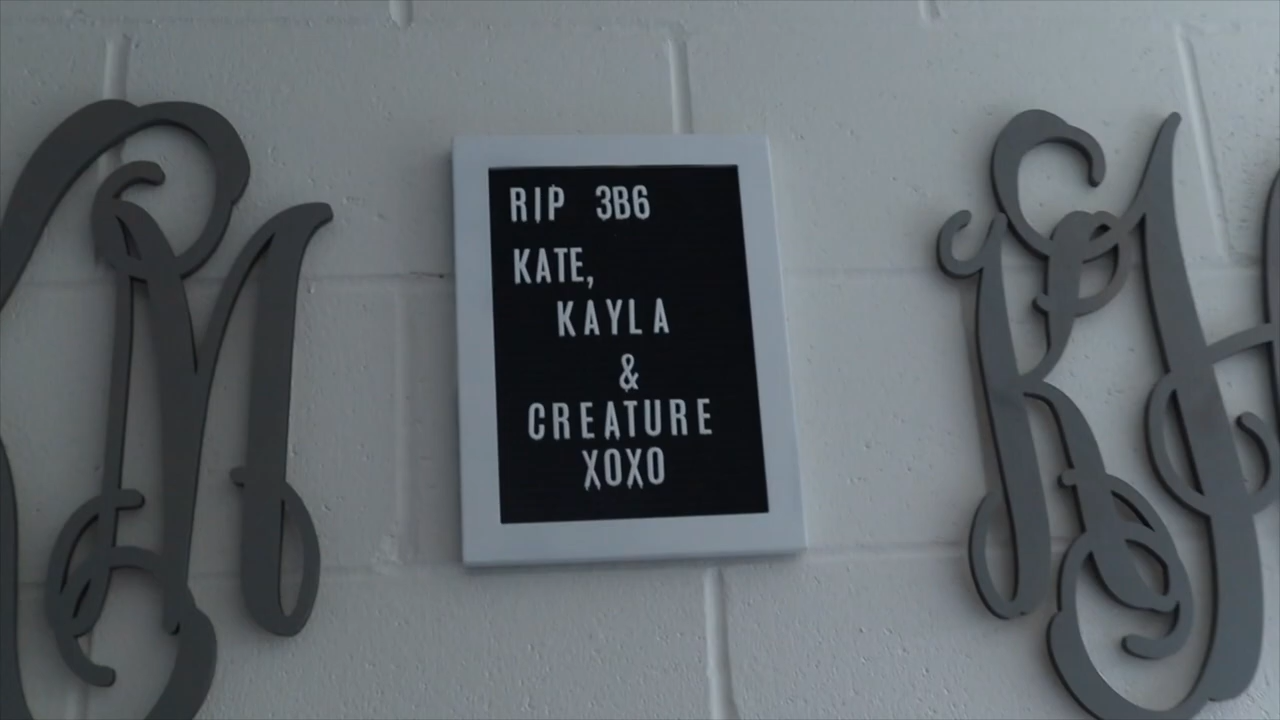 RIP 3B6
KATE,
KAYLA
&
CREATURE
XOXO